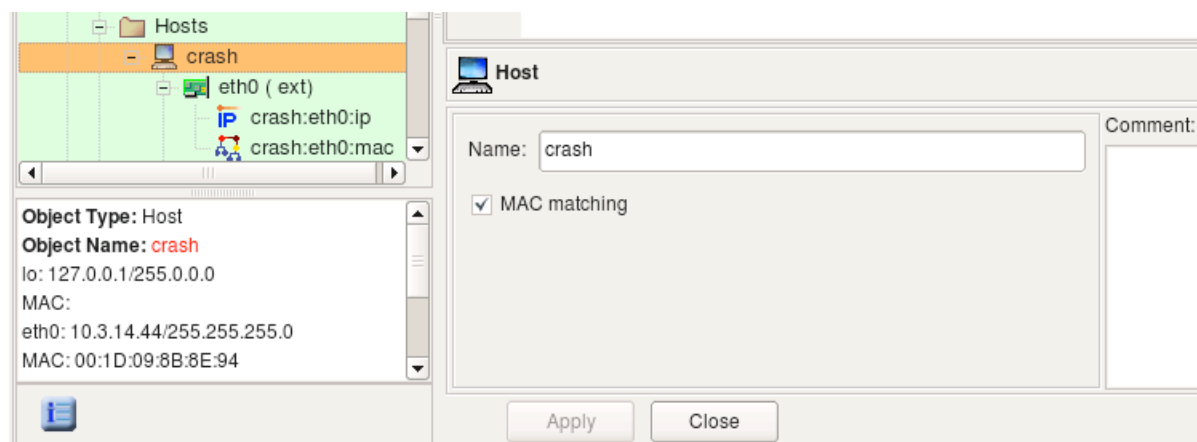 Hosts
crash
eth0 ( ext)
IP crash:eth0:ip
crash:eth0:mac
Object Type: Host
Object Name: crash
lo: 127.0.0.1/255.0.0.0
MAC:
eth0: 10.3.14.44/255.255.255.0
MAC: 00:1D:09:8B:8E:94
i
Host
Name: crash
Comment:
MAC matching
Apply Close